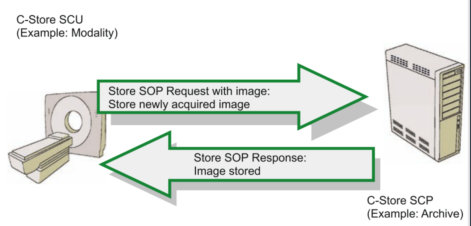 C-Store SCU
(Example: Modality)
Store SOP Request with image:
Store newly acquired image
Store SOP Response:
Image stored
C-Store SCP
(Example: Archive)